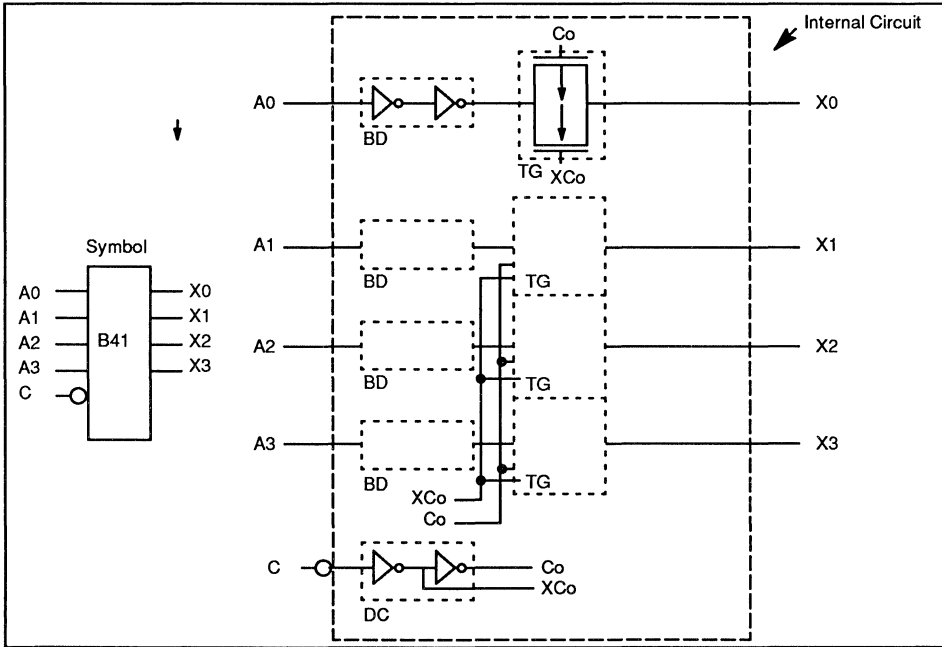 Internal Circuit
Co
A0
X0
BD
TG
XCo
Symbol
A1
X1
BD
TG
A0
X0
A1
X1
B41
A2
X2
A3
X3
C
A2
X2
BD
TG
A3
X3
BD
TG
XCo
Co
C
Co
XCo
DC